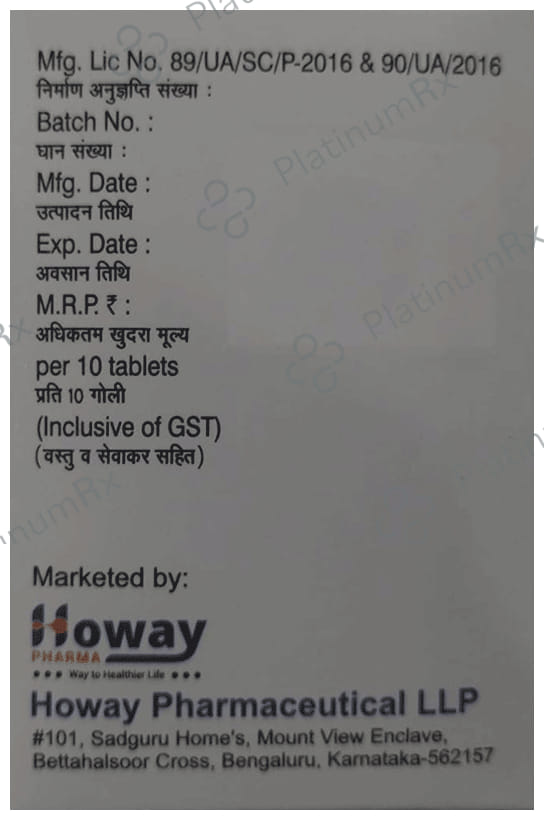 Mfg. Lic No. 89/UA/SC/P-2016 & 90/UA/2016
निर्माण अनुज्ञप्ति संख्या :
Batch No. :
घान संख्या :
Mfg. Date :
उत्पादन तिथि
Exp. Date :
अवसान तिथि
M.R.P. ₹ :
अधिकतम खुदरा मूल्य
per 10 tablets
प्रति 10 गोली
(Inclusive of GST)
(वस्तु व सेवाकर सहित)
Marketed by:
Howay
PHARMA
Way to Healthier Life
Howay Pharmaceutical LLP
#101, Sadguru Home's, Mount View Enclave,
Bettahalsoor Cross, Bengaluru, Karnataka-562157
PlatinumRx
PlatinumRx